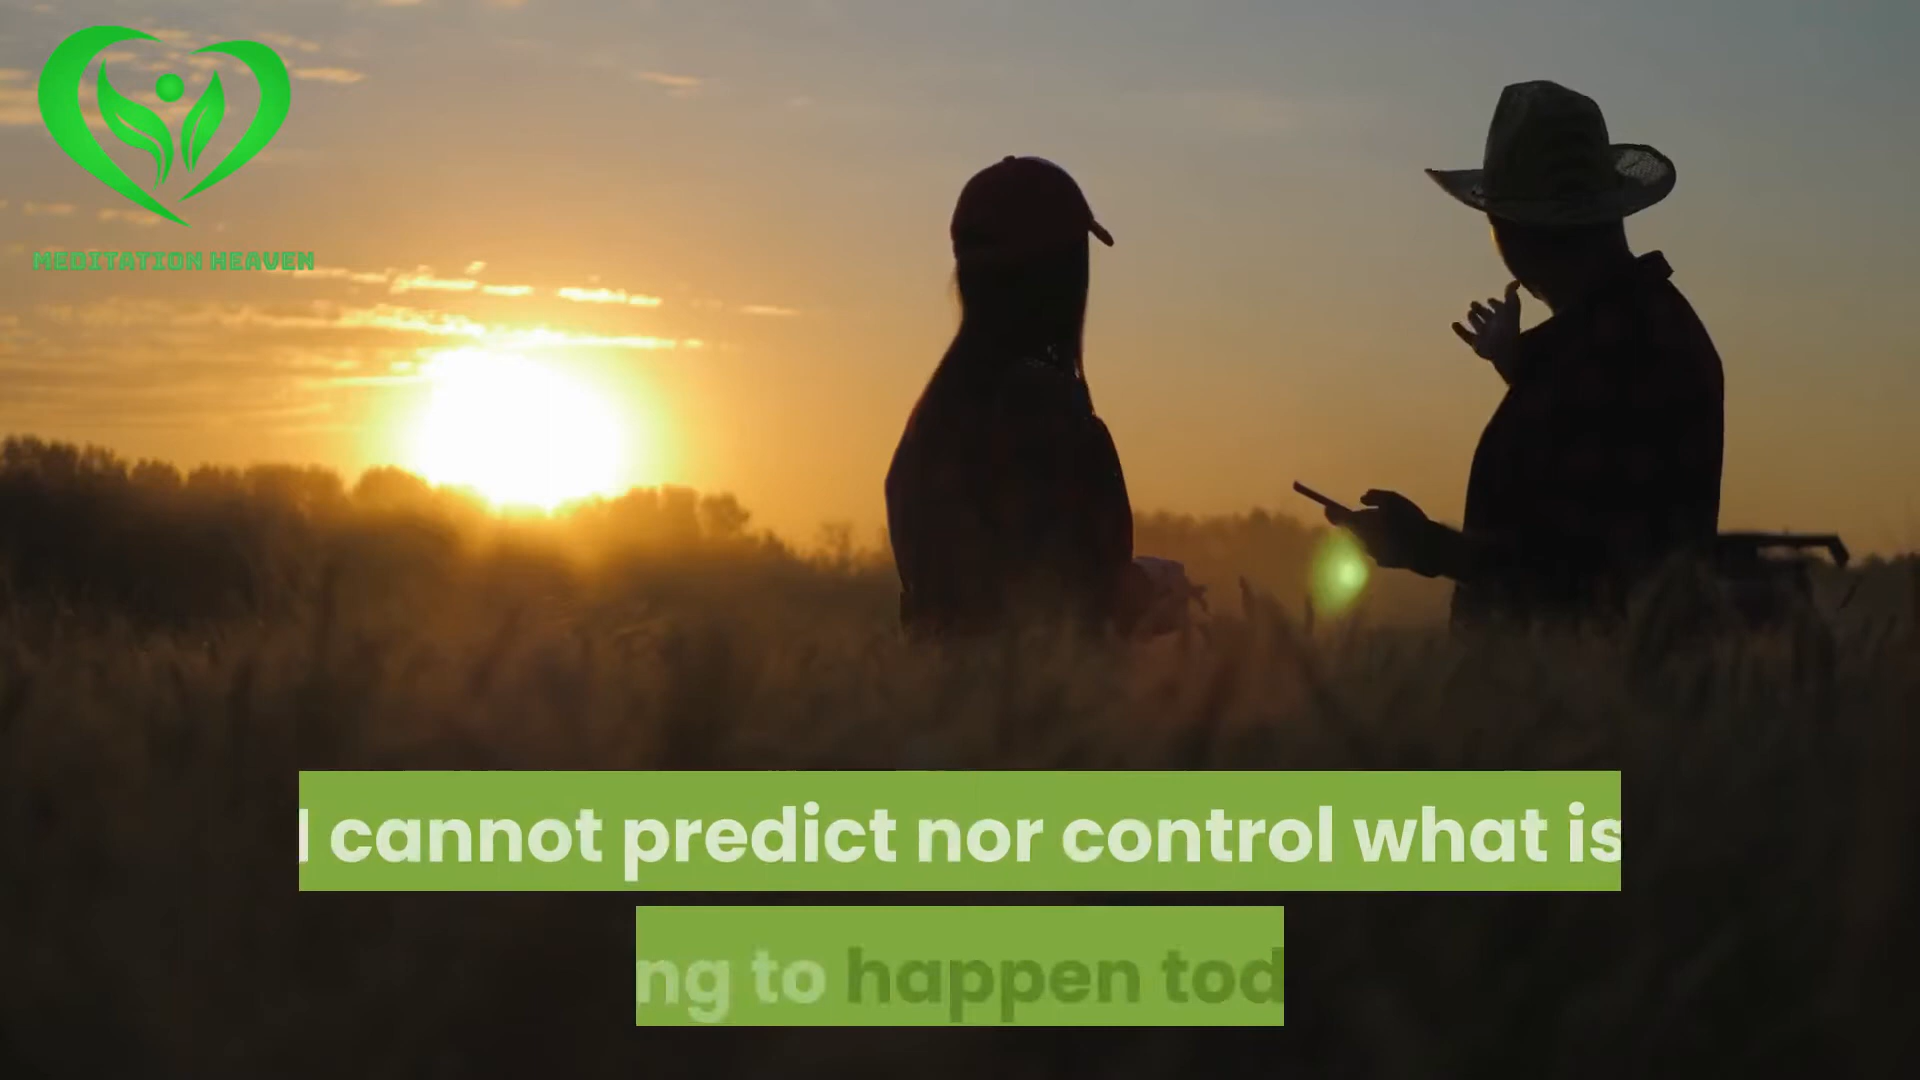 MEDITATION HEAVEN
I cannot predict nor control what is
ng to happen tod